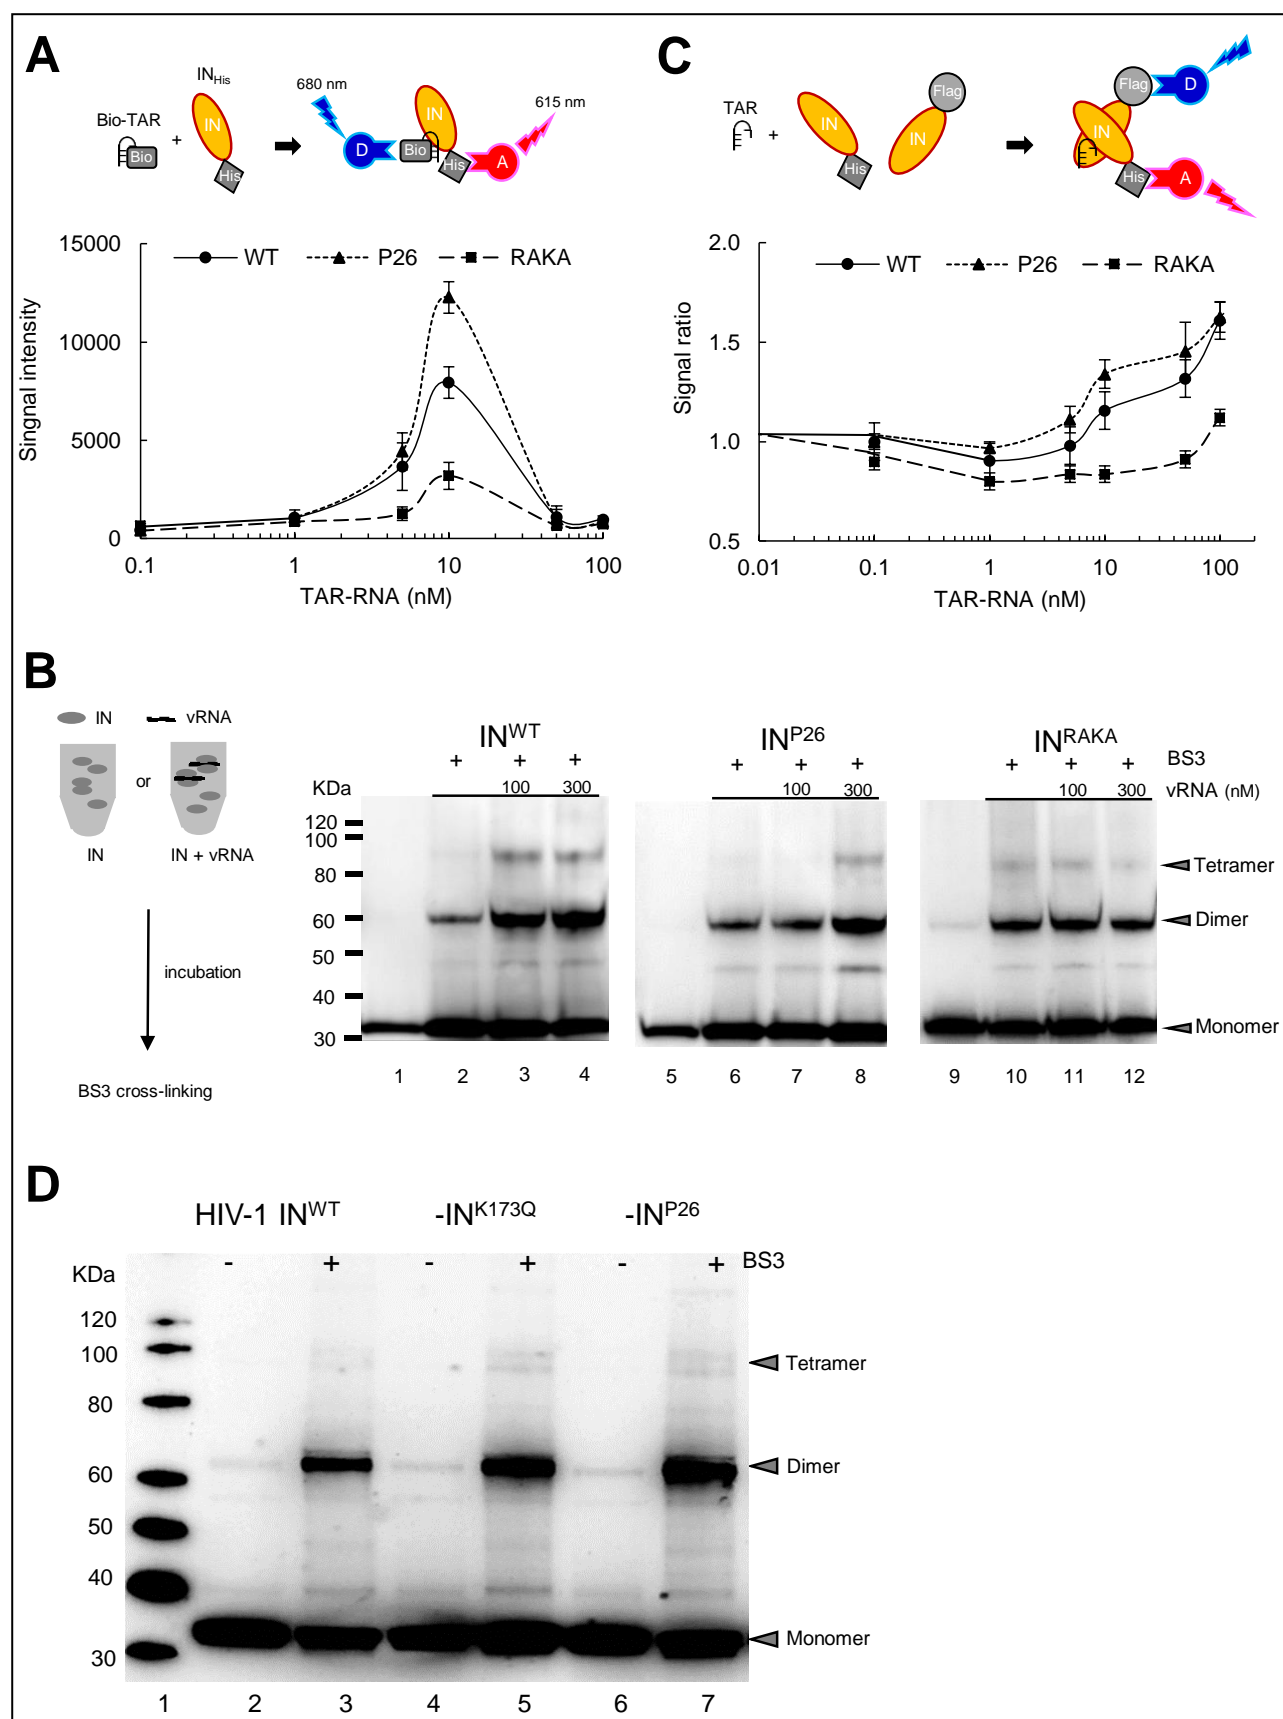 A
680 nm
IN_His
615 nm
Bio-TAR
+
IN
Bio
His
D
Bio
IN
His
A
15000
10000
5000
0
Singnal intensity
WT
P26
RAKA
0.1
1
10
100
TAR-RNA (nM)
C
TAR
+
IN
His
Flag
IN
Flag
D
IN
His
A
2.0
1.5
1.0
0.5
Signal ratio
WT
P26
RAKA
0.01
0.1
1
10
100
TAR-RNA (nM)
B
IN
vRNA
or
IN
IN + vRNA
incubation
BS3 cross-linking
IN^WT
IN^P26
IN^RAKA
+ + + + + + + + + BS3
KDa 100 300 100 300 100 300 vRNA (nM)
120
100
80
60
50
40
30
Tetramer
Dimer
Monomer
1 2 3 4 5 6 7 8 9 10 11 12
D
HIV-1 IN^WT -IN^K173Q -IN^P26
- + - + - + BS3
KDa
120
100
80
60
50
40
30
Tetramer
Dimer
Monomer
1 2 3 4 5 6 7